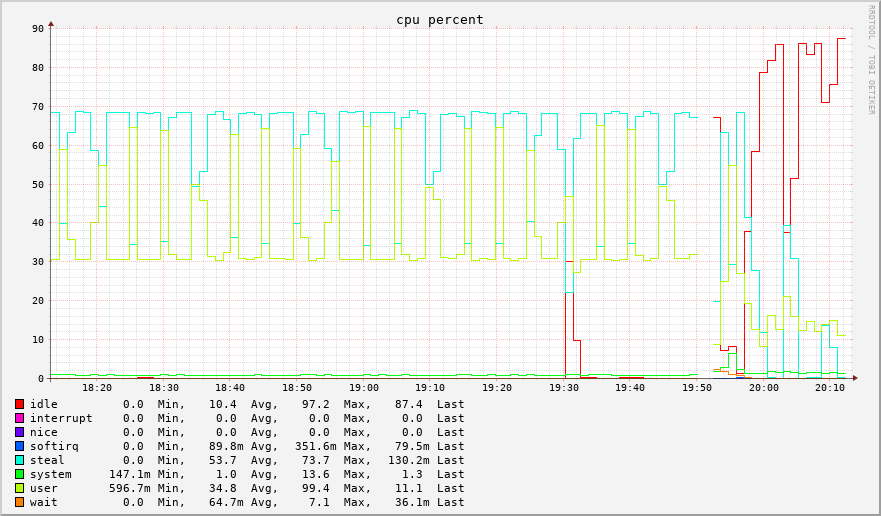 cpu percent
RRDTOOL / TOBI OETIKER
90
80
70
60
50
40
30
20
10
0
18:20 18:30 18:40 18:50 19:00 19:10 19:20 19:30 19:40 19:50 20:00 20:10
idle 0.0 Min, 10.4 Avg, 97.2 Max, 87.4 Last
interrupt 0.0 Min, 0.0 Avg, 0.0 Max, 0.0 Last
nice 0.0 Min, 0.0 Avg, 0.0 Max, 0.0 Last
softirq 0.0 Min, 89.8m Avg, 351.6m Max, 79.5m Last
steal 0.0 Min, 53.7 Avg, 73.7 Max, 130.2m Last
system 147.1m Min, 1.0 Avg, 13.6 Max, 1.3 Last
user 596.7m Min, 34.8 Avg, 99.4 Max, 11.1 Last
wait 0.0 Min, 64.7m Avg, 7.1 Max, 36.1m Last